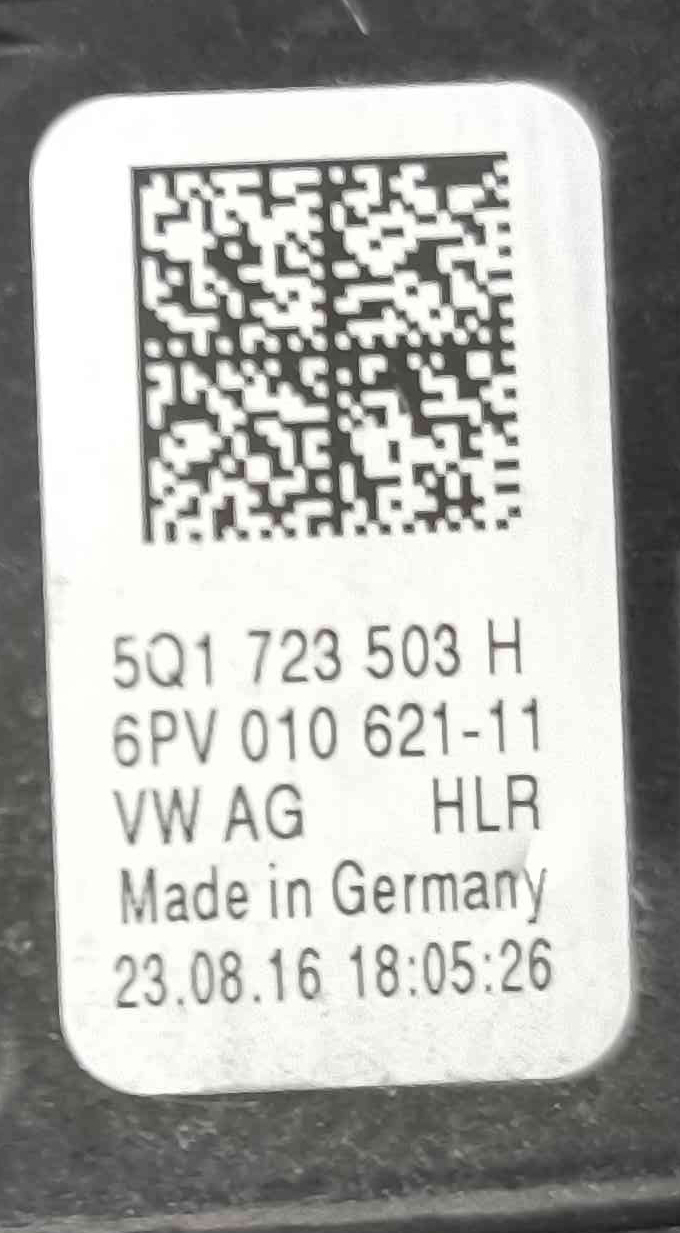 5Q1 723 503 H
6PV 010 621-11
VW AG HLR
Made in Germany
23.08.16 18:05:26